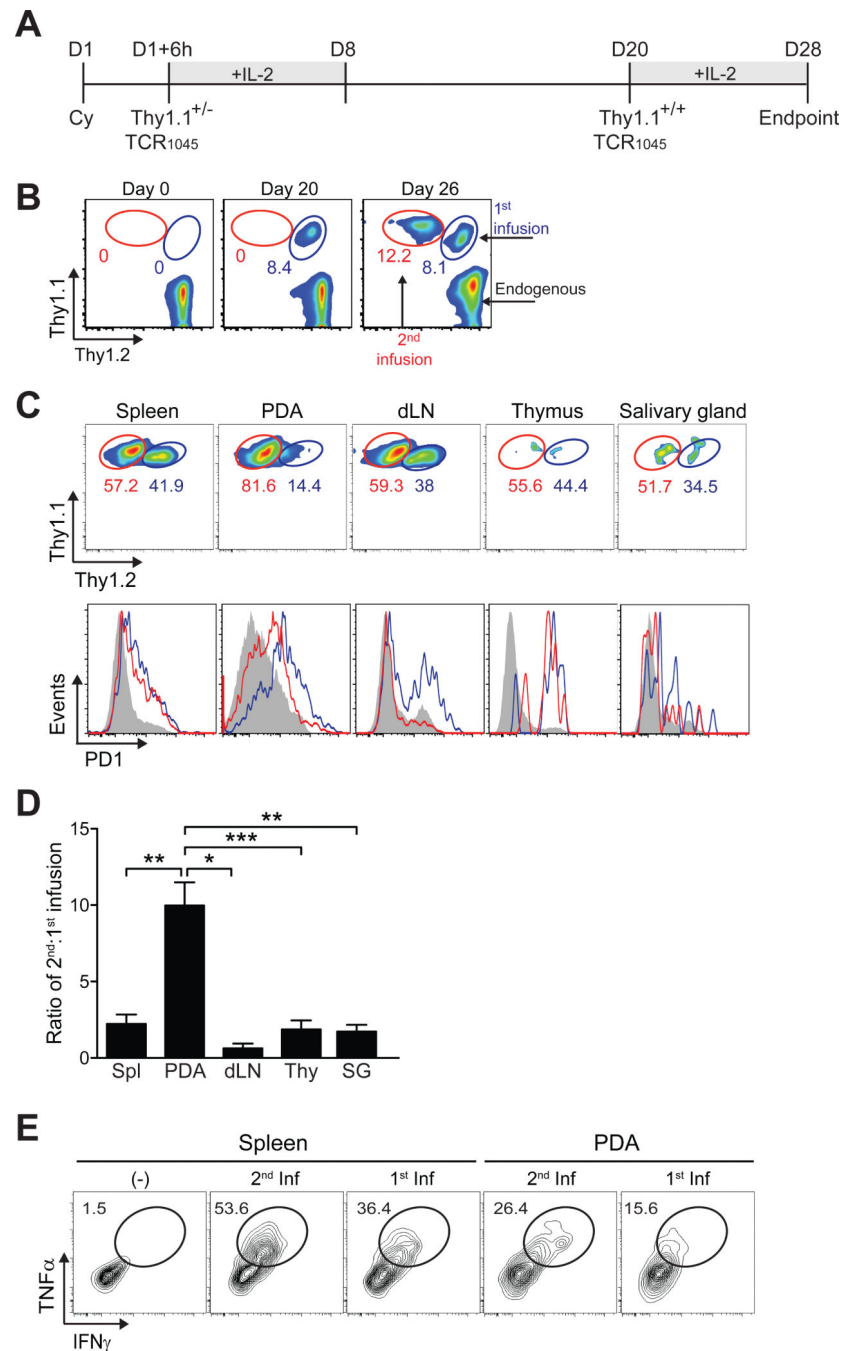 A
D1 D1+6h D8 D20 D28
+IL-2 +IL-2
Cy Thy1.1+/- Thy1.1+/+ Endpoint
TCR1045 TCR1045
B
Day 0 Day 20 Day 26
1st
infusion
0 0 0 8.4 12.2 8.1
Endogenous
2nd
infusion
Thy1.1
Thy1.2
C
Spleen PDA dLN Thymus Salivary gland
57.2 41.9 81.6 14.4 59.3 38 55.6 44.4 51.7 34.5
Thy1.1
Thy1.2
Events
PD1
D
Ratio of 2nd:1st infusion
15
10
5
0
** *** ** *
Spl PDA dLN Thy SG
E
Spleen PDA
(-) 2nd Inf 1st Inf 2nd Inf 1st Inf
1.5 53.6 36.4 26.4 15.6
TNFα
IFNγ